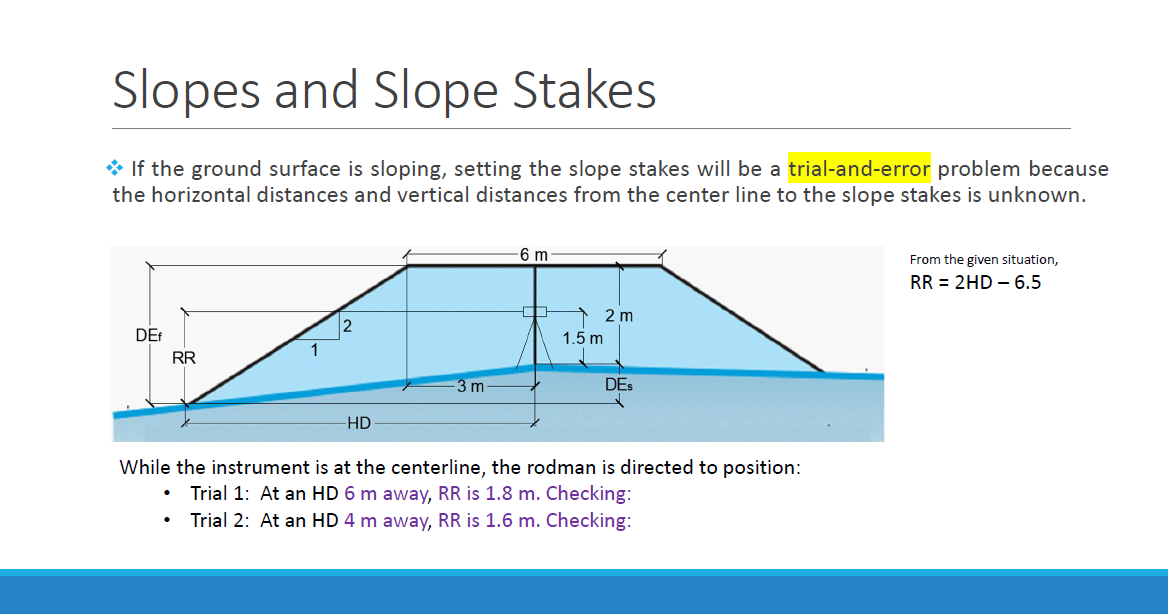 Slopes and Slope Stakes
❖ If the ground surface is sloping, setting the slope stakes will be a trial-and-error problem because
the horizontal distances and vertical distances from the center line to the slope stakes is unknown.
6 m
From the given situation,
RR = 2HD – 6.5
2 m
2
DEf
1.5 m
1
RR
3 m
DEs
HD
While the instrument is at the centerline, the rodman is directed to position:
• Trial 1: At an HD 6 m away, RR is 1.8 m. Checking:
• Trial 2: At an HD 4 m away, RR is 1.6 m. Checking: